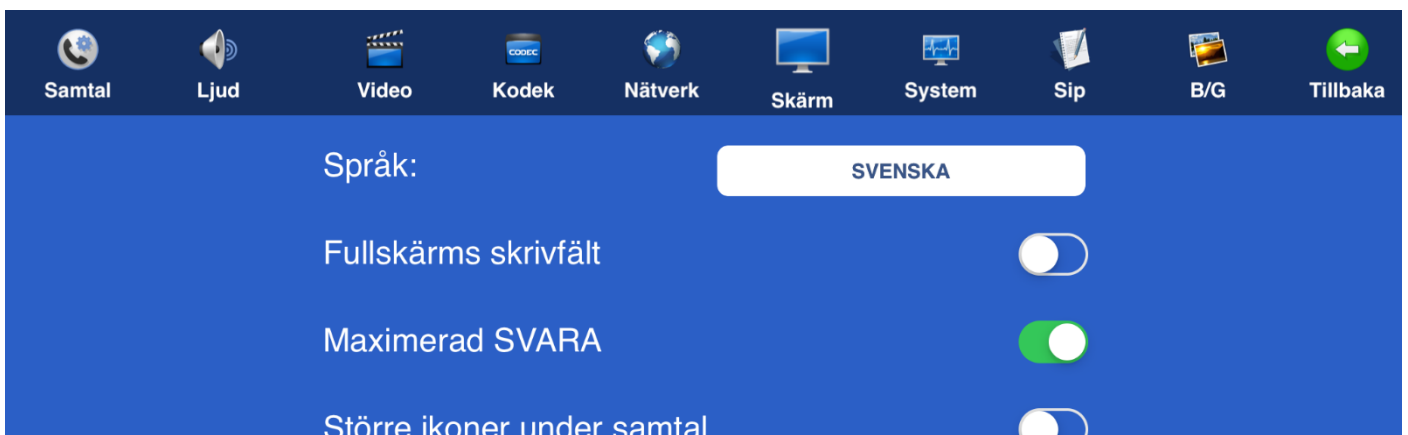 Samtal Ljud Video Kodek Nätverk Skärm System Sip B/G Tillbaka
CODEC
Språk: SVENSKA
Fullskärms skrivfält
Maximerad SVARA
Större ikoner under samtal